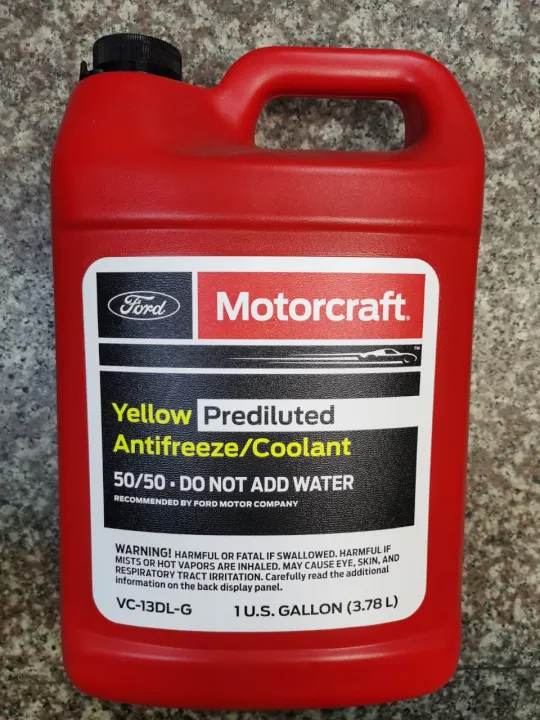 Ford
Motorcraft®
™
Yellow Prediluted
Antifreeze/Coolant
50/50 • DO NOT ADD WATER
RECOMMENDED BY FORD MOTOR COMPANY
WARNING! HARMFUL OR FATAL IF SWALLOWED. HARMFUL IF
MISTS OR HOT VAPORS ARE INHALED. MAY CAUSE EYE, SKIN, AND
RESPIRATORY TRACT IRRITATION. Carefully read the additional
information on the back display panel.
VC-13DL-G 1 U.S. GALLON (3.78 L)